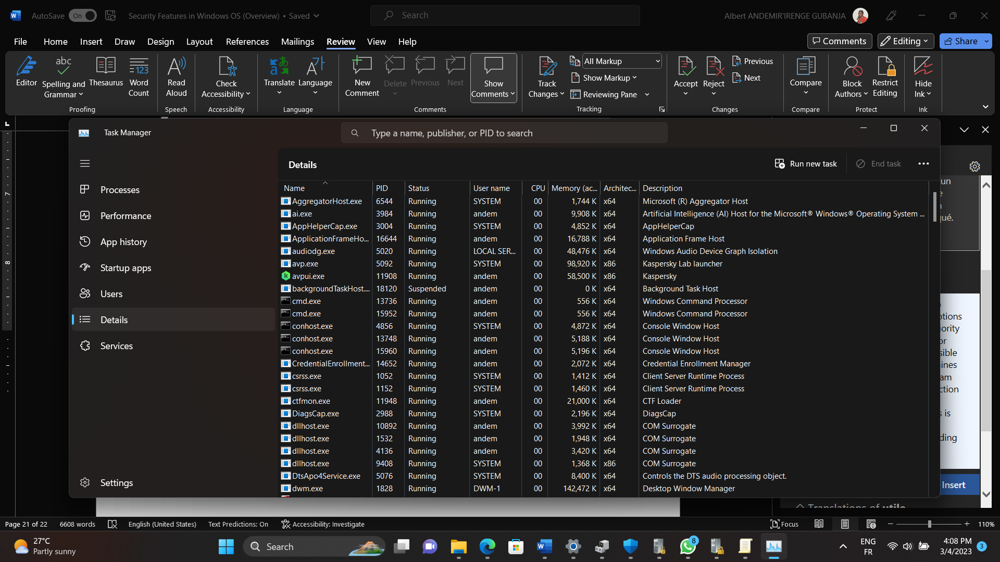 AutoSave On Security Features in Windows OS (Overview) • Saved Search Albert ANDEMIR'IRENGE GUBANJA
File Home Insert Draw Design Layout References Mailings Review View Help Comments Editing Share
Editor
Spelling and
Grammar
Thesaurus
Word
Count
Proofing
Read
Aloud
Speech
Check
Accessibility
Accessibility
Translate
Language
Language
New
Comment
Delete
Previous
Next
Show
Comments
Comments
Track
Changes
All Markup
Show Markup
Reviewing Pane
Tracking
Accept
Reject
Previous
Next
Changes
Compare
Compare
Block
Authors
Restrict
Editing
Protect
Hide
Ink
Ink
Task Manager
Type a name, publisher, or PID to search
Details
Run new task
End task
Processes
Performance
App history
Startup apps
Users
Details
Services
Settings
Name PID Status User name CPU Memory (ac... Architec... Description
AggregatorHost.exe 6544 Running SYSTEM 00 1,744 K x64 Microsoft (R) Aggregator Host
ai.exe 3984 Running andem 00 9,908 K x64 Artificial Intelligence (AI) Host for the Microsoft® Windows® Operating System ...
AppHelperCap.exe 3004 Running SYSTEM 00 4,852 K x64 AppHelperCap
ApplicationFrameHo... 16644 Running andem 00 16,788 K x64 Application Frame Host
audiodg.exe 5020 Running LOCAL SER... 00 48,476 K x64 Windows Audio Device Graph Isolation
avp.exe 5092 Running SYSTEM 00 98,920 K x86 Kaspersky Lab launcher
avpui.exe 11908 Running andem 00 58,500 K x86 Kaspersky
backgroundTaskHost.... 18120 Suspended andem 00 0 K x64 Background Task Host
cmd.exe 13736 Running andem 00 556 K x64 Windows Command Processor
cmd.exe 15952 Running andem 00 556 K x64 Windows Command Processor
conhost.exe 4856 Running SYSTEM 00 4,872 K x64 Console Window Host
conhost.exe 13748 Running andem 00 5,188 K x64 Console Window Host
conhost.exe 15960 Running andem 00 5,196 K x64 Console Window Host
CredentialEnrollment... 14652 Running andem 00 2,072 K x64 Credential Enrollment Manager
csrss.exe 1052 Running SYSTEM 00 1,412 K x64 Client Server Runtime Process
csrss.exe 1152 Running SYSTEM 00 1,460 K x64 Client Server Runtime Process
ctfmon.exe 11948 Running andem 00 21,000 K x64 CTF Loader
DiagsCap.exe 2988 Running SYSTEM 00 2,196 K x64 DiagsCap
dllhost.exe 10892 Running andem 00 3,992 K x64 COM Surrogate
dllhost.exe 1532 Running andem 00 1,948 K x64 COM Surrogate
dllhost.exe 4136 Running andem 00 3,420 K x64 COM Surrogate
dllhost.exe 9408 Running SYSTEM 00 1,368 K x86 COM Surrogate
DtsApo4Service.exe 5076 Running SYSTEM 00 8,400 K x64 Controls the DTS audio processing object.
dwm.exe 1828 Running DWM-1 00 142,472 K x64 Desktop Window Manager
un
qué.
is
Insert
Translations of utile
7
8
Page 21 of 22 6608 words English (United States) Text Predictions: On Accessibility: Investigate Focus 110%
27°C
Partly sunny
Search
8
ENG
FR
4:08 PM
3/4/2023
3